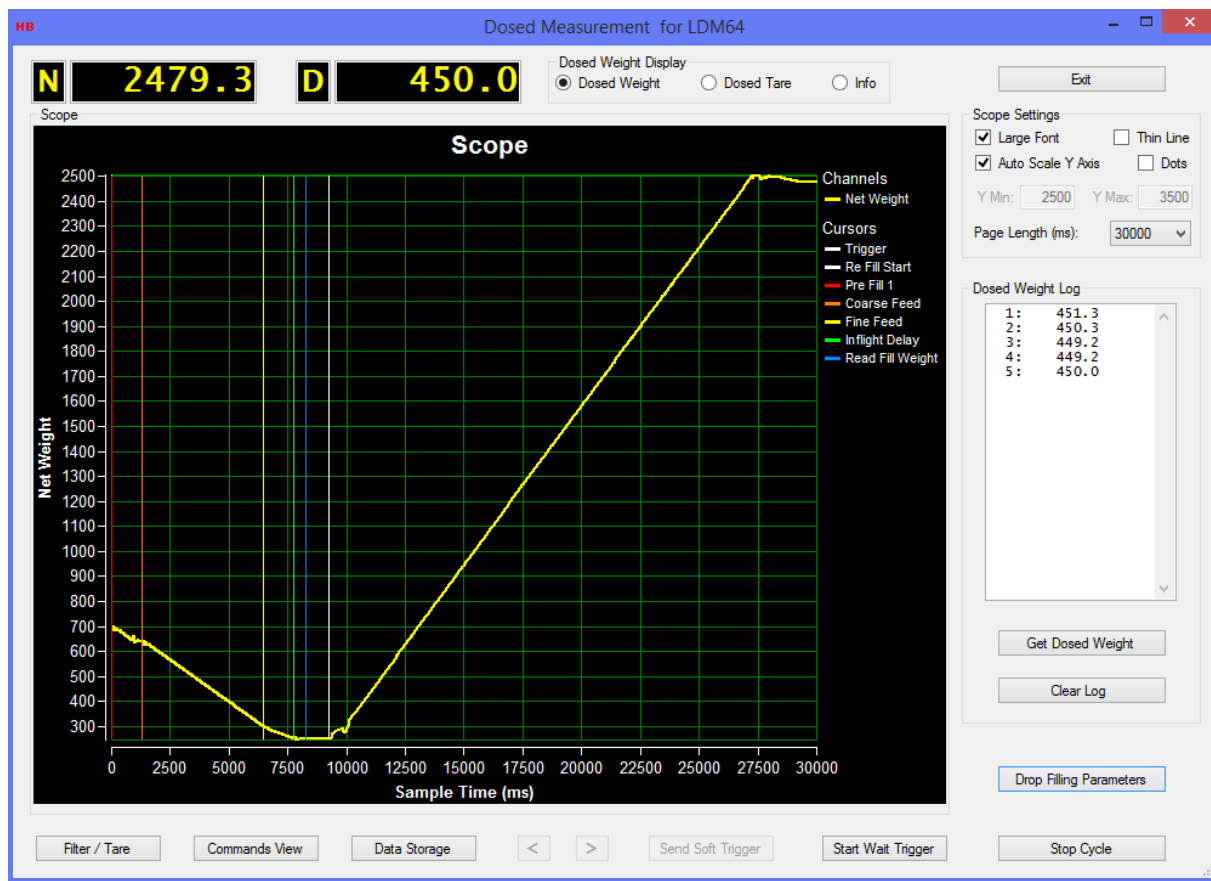 HB
Dosed Measurement for LDM64
N 2479.3 D 450.0
Dosed Weight Display
Dosed Weight Dosed Tare Info
Exit
Scope
Scope
2500
2400
2300
2200
2100
2000
1900
1800
1700
1600
1500
1400
1300
1200
1100
1000
900
800
700
600
500
400
300
Net Weight
0 2500 5000 7500 10000 12500 15000 17500 20000 22500 25000 27500 30000
Sample Time (ms)
Channels
Net Weight
Cursors
Trigger
Re Fill Start
Pre Fill 1
Coarse Feed
Fine Feed
Inflight Delay
Read Fill Weight
Scope Settings
Large Font Thin Line
Auto Scale Y Axis Dots
Y Min: 2500 Y Max: 3500
Page Length (ms): 30000
Dosed Weight Log
1: 451.3
2: 450.3
3: 449.2
4: 449.2
5: 450.0
Get Dosed Weight
Clear Log
Drop Filling Parameters
Filter / Tare Commands View Data Storage < > Send Soft Trigger Start Wait Trigger Stop Cycle